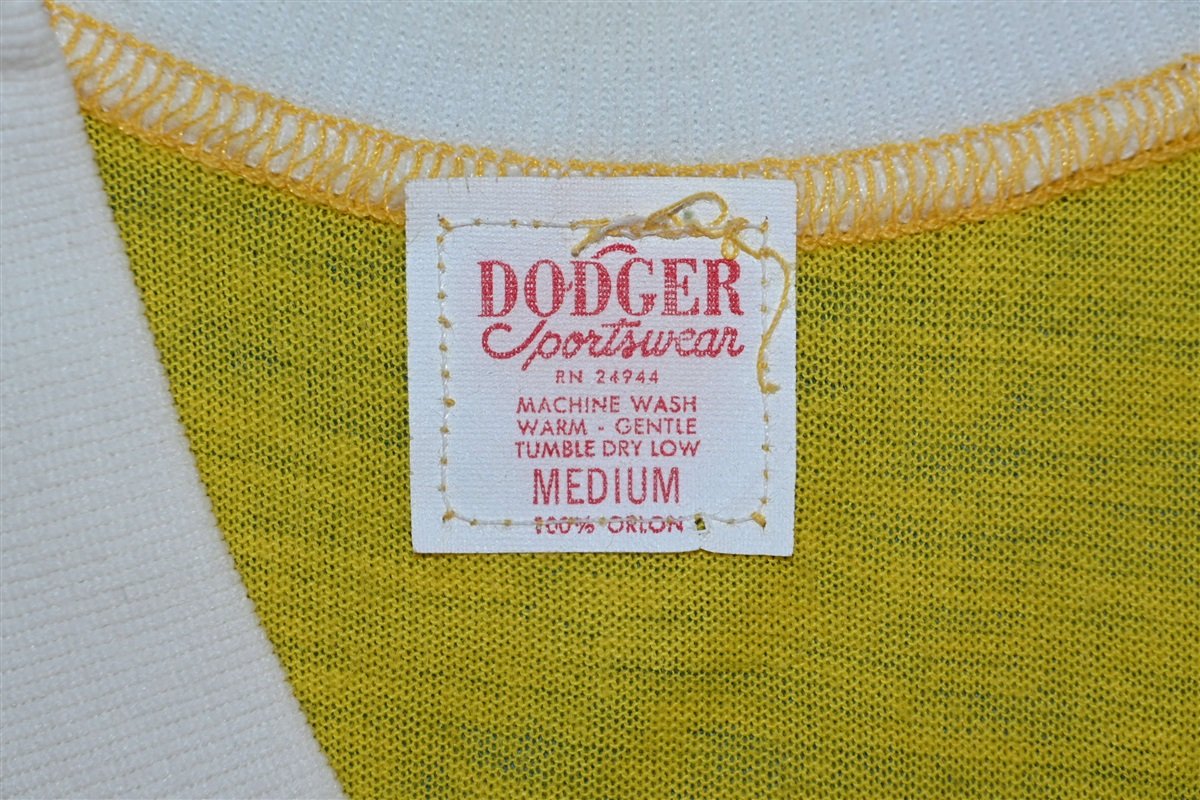 DODGER
Sportswear
RN 24944
MACHINE WASH
WARM - GENTLE
TUMBLE DRY LOW
MEDIUM
100% ORLON